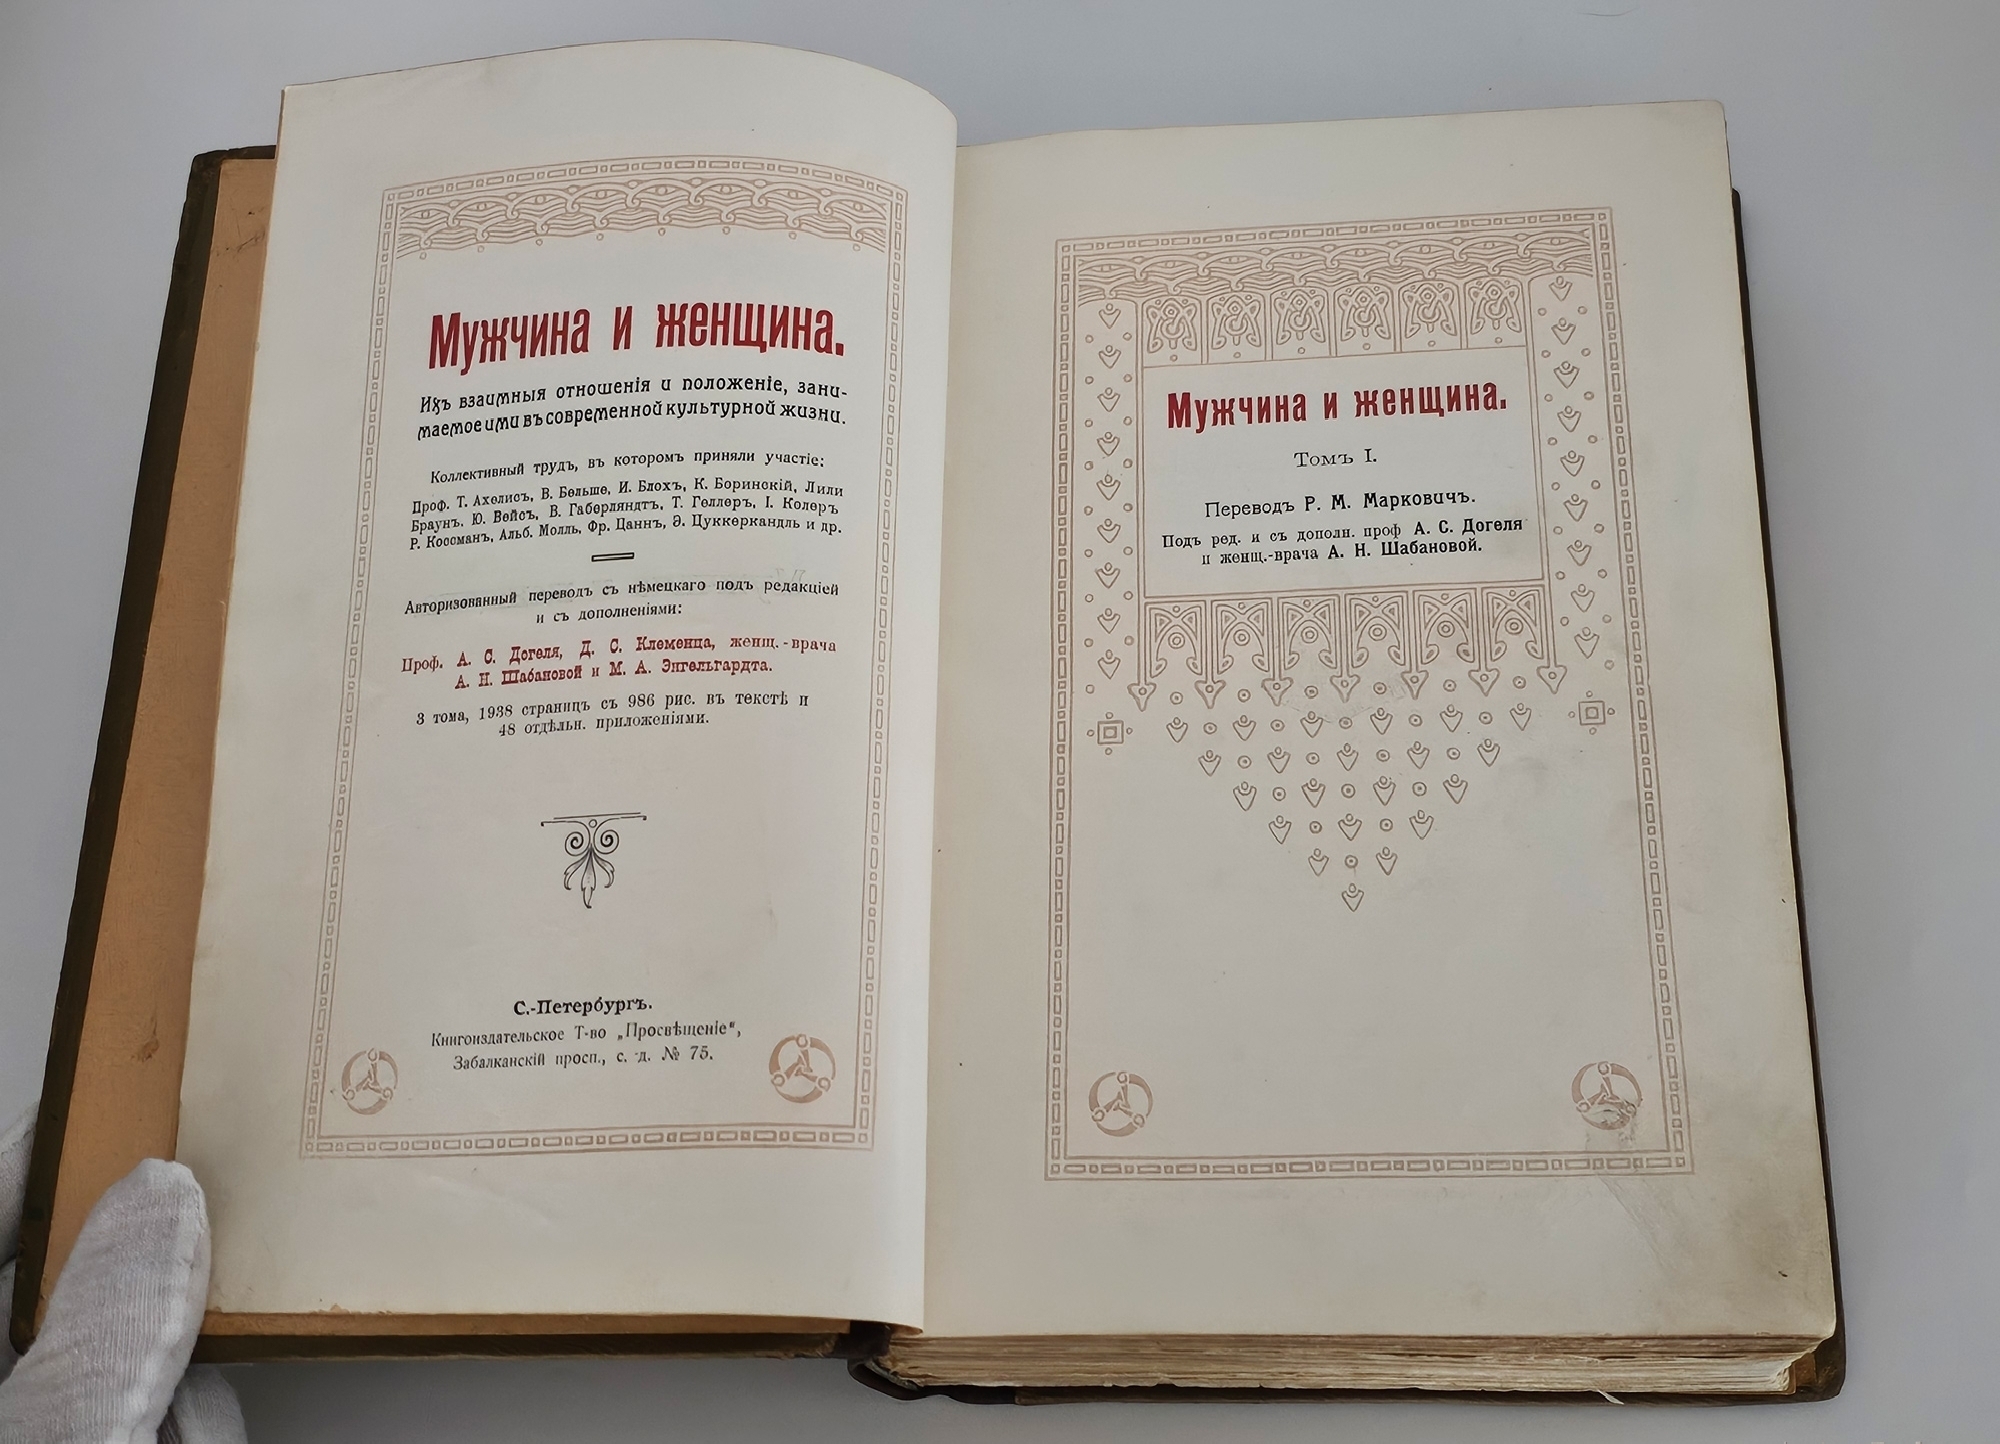 Мужчина и женщина.
Ихъ взаимныя отношенія и положеніе, зани-
маемое ими въ современной культурной жизни.
Коллективный трудъ, въ которомъ приняли участіе:
Проф. Т. Ахелисъ, В. Бельше, И. Блохъ, К. Боринскій, Лили
Браунъ, Ю. Вейсъ, В. Габерляндтъ, Т. Геллеръ, І. Колеръ
Р. Коссманъ, Альб. Молль, Фр. Цаннъ, Э. Цуккеркандль и др.
Авторизованный переводъ съ нѣмецкаго подъ редакціей
и съ дополненіями:
Проф. А. С. Догеля, Д. С. Клеменца, женщ.-врача
А. Н. Шабановой и М. А. Энгельгардта.
3 тома, 1938 страницъ съ 986 рис. въ текстѣ и
48 отдѣльн. приложеніями.
С.-Петербургъ.
Книгоиздательское Т-во „Просвѣщеніе",
Забалканскій просп., с. д. № 75.
Мужчина и женщина.
Томъ I.
Переводъ Р. М. Марковичъ.
Подъ ред. и съ дополн. проф А. С. Догеля
и женщ.-врача А. Н. Шабановой.